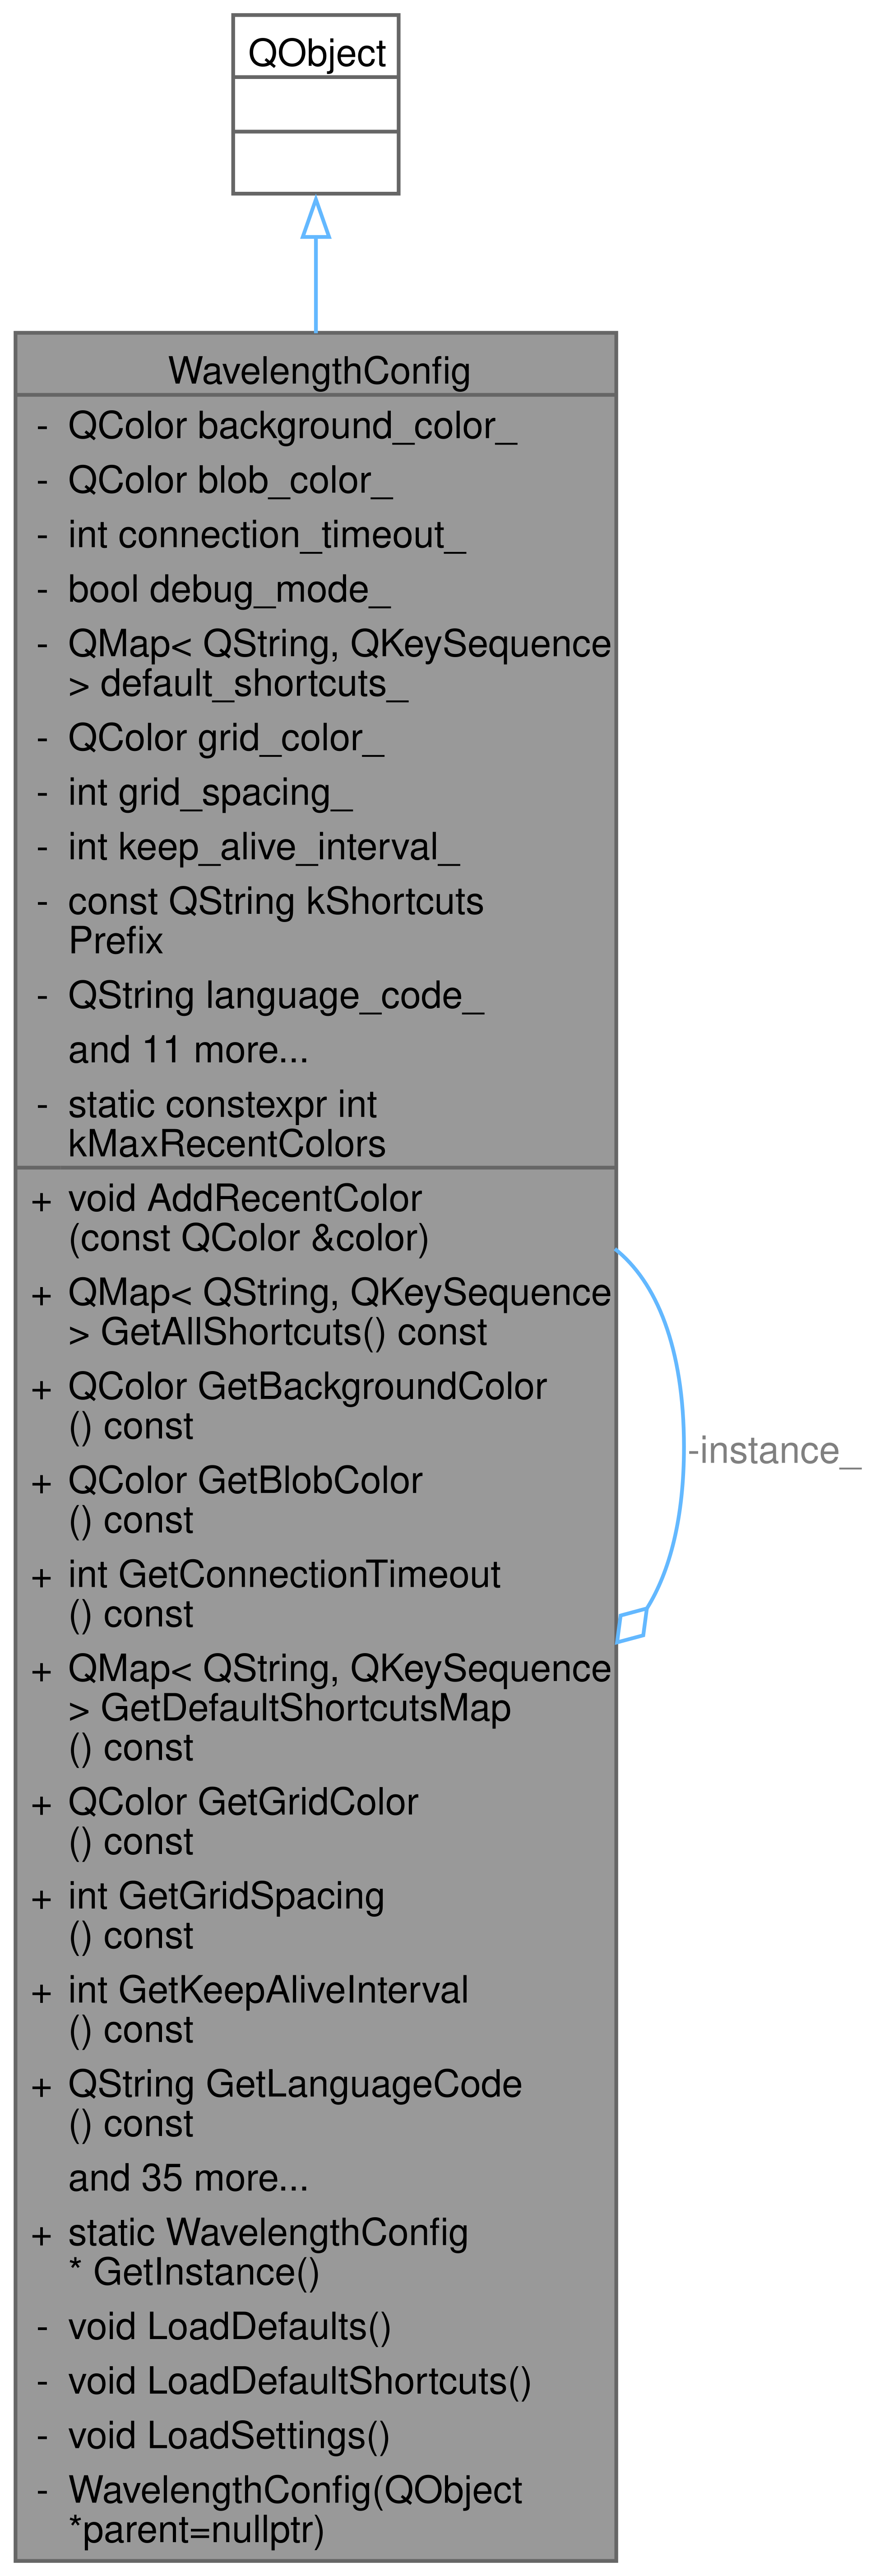 QObject
WavelengthConfig
- QColor background_color_
- QColor blob_color_
- int connection_timeout_
- bool debug_mode_
- QMap< QString, QKeySequence
> default_shortcuts_
- QColor grid_color_
- int grid_spacing_
- int keep_alive_interval_
- const QString kShortcuts
Prefix
- QString language_code_
and 11 more...
- static constexpr int
kMaxRecentColors
+ void AddRecentColor
(const QColor &color)
+ QMap< QString, QKeySequence
> GetAllShortcuts() const
+ QColor GetBackgroundColor
() const
+ QColor GetBlobColor
() const
+ int GetConnectionTimeout
() const
+ QMap< QString, QKeySequence
> GetDefaultShortcutsMap
() const
+ QColor GetGridColor
() const
+ int GetGridSpacing
() const
+ int GetKeepAliveInterval
() const
+ QString GetLanguageCode
() const
and 35 more...
+ static WavelengthConfig
* GetInstance()
- void LoadDefaults()
- void LoadDefaultShortcuts()
- void LoadSettings()
- WavelengthConfig(QObject
*parent=nullptr)
-instance_